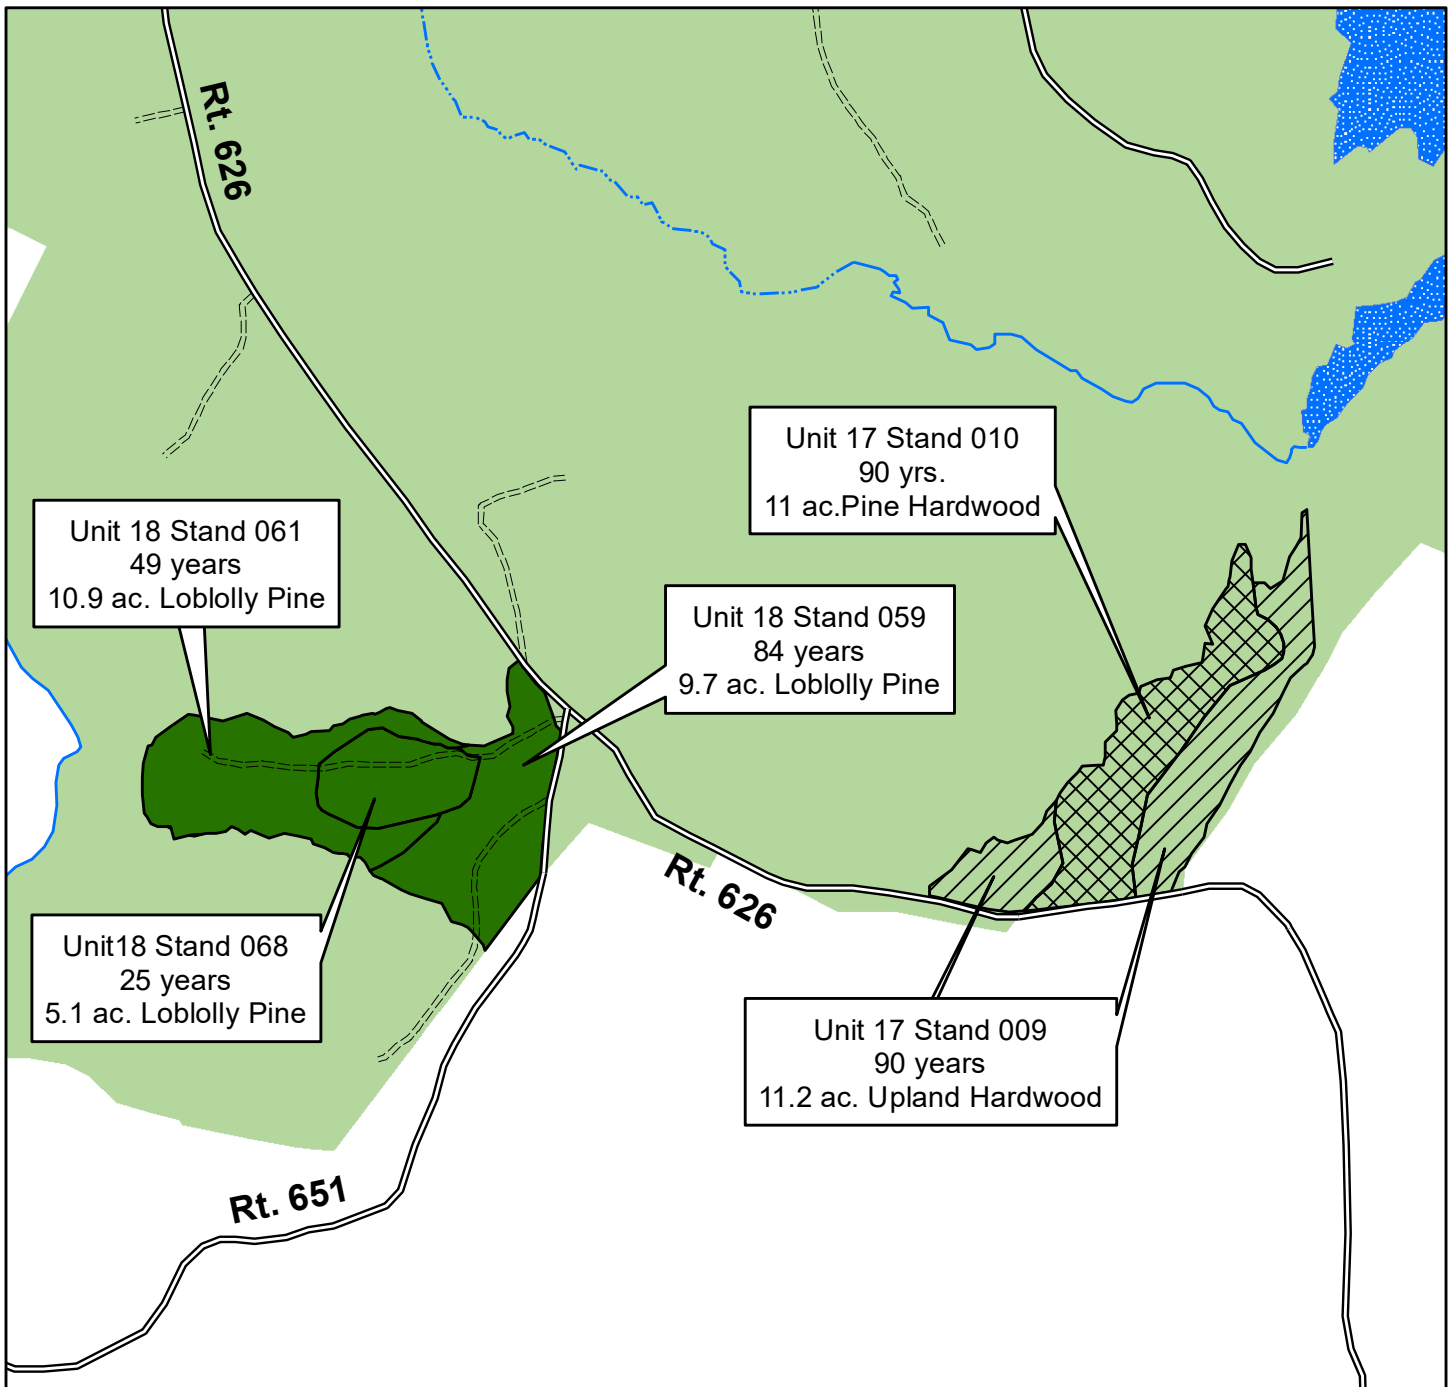 Rt. 626
Unit 17 Stand 010
90 yrs.
11 ac.Pine Hardwood
Unit 18 Stand 061
49 years
10.9 ac. Loblolly Pine
Unit 18 Stand 059
84 years
9.7 ac. Loblolly Pine
Rt. 626
Unit18 Stand 068
25 years
5.1 ac. Loblolly Pine
Unit 17 Stand 009
90 years
11.2 ac. Upland Hardwood
Rt. 651